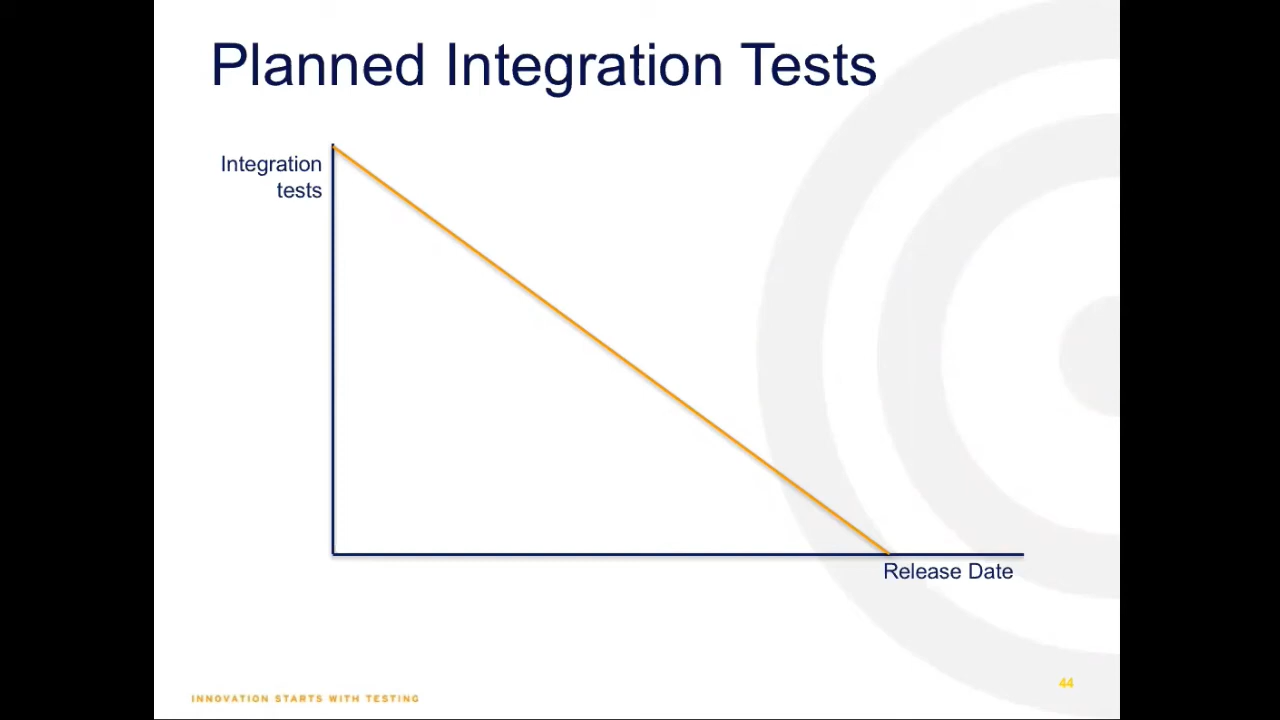 Planned Integration Tests
Integration
tests
Release Date
44
INNOVATION STARTS WITH TESTING